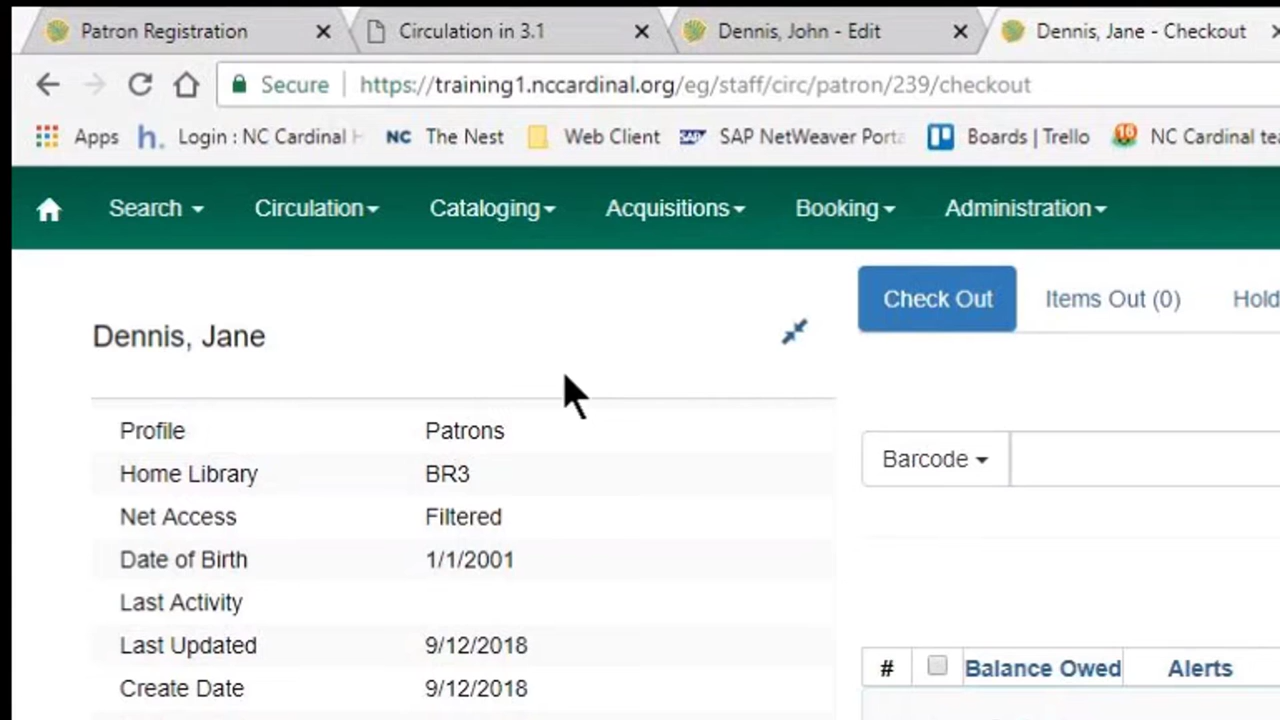 Patron Registration Circulation in 3.1 Dennis, John - Edit Dennis, Jane - Checkout
Secure https://training1.nccardinal.org/eg/staff/circ/patron/239/checkout
Apps h. Login : NC Cardinal H NC The Nest Web Client SAP SAP NetWeaver Porta Boards | Trello 10 NC Cardinal tea
Search Circulation Cataloging Acquisitions Booking Administration
Check Out Items Out (0) Hold
Dennis, Jane
Profile Patrons
Barcode
Home Library BR3
Net Access Filtered
Date of Birth 1/1/2001
Last Activity
Last Updated 9/12/2018
# Balance Owed Alerts
Create Date 9/12/2018